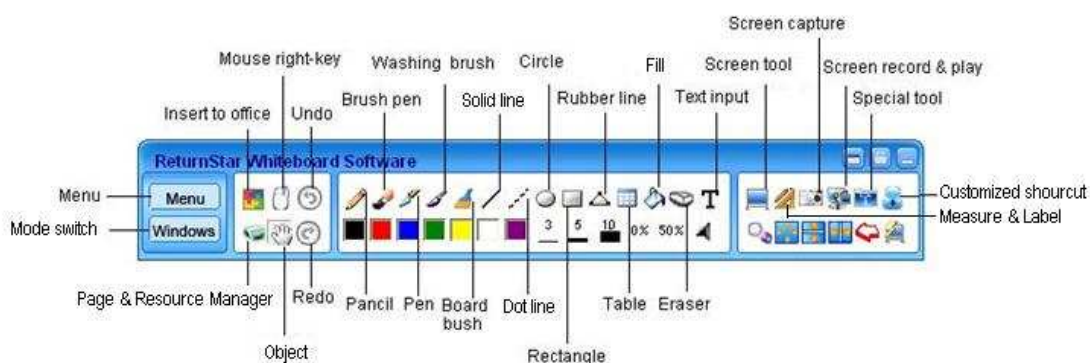 Screen capture
Mouse right-key
Washing brush
Circle
Fill
Screen tool
Screen record & play
Insert to office
Undo
Brush pen
Solid line
Rubber line
Text input
Special tool
ReturnStar Whiteboard Software
Menu
Menu
Customized shourcut
Measure & Label
Mode switch
Windows
3
5
10
0%
50%
Page & Resource Manager
Redo
Pancil
Pen
Board
bush
Dot line
Table
Eraser
Object
Rectangle